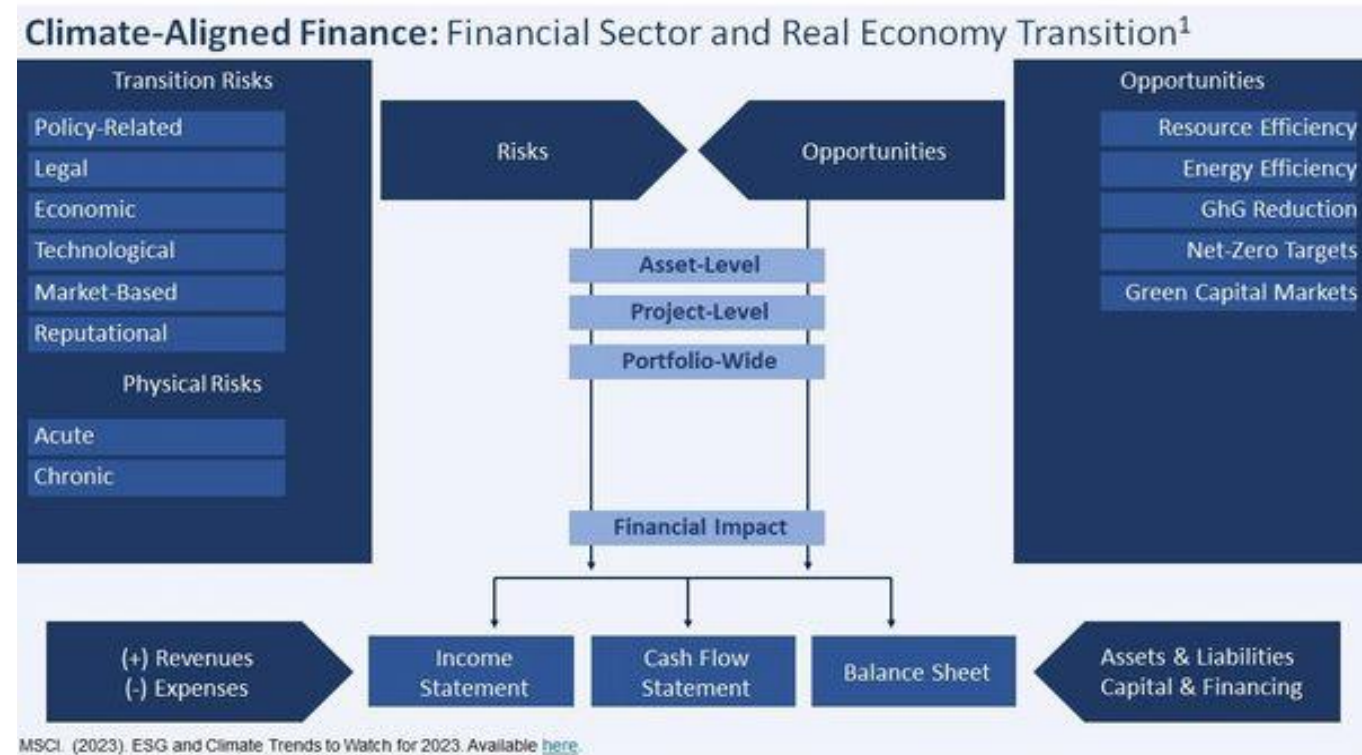 Climate-Aligned Finance: Financial Sector and Real Economy Transition¹
Transition Risks
Policy-Related
Legal
Economic
Technological
Market-Based
Reputational
Physical Risks
Acute
Chronic
Risks
Opportunities
Asset-Level
Project-Level
Portfolio-Wide
Financial Impact
Opportunities
Resource Efficiency
Energy Efficiency
GhG Reduction
Net-Zero Targets
Green Capital Markets
(+) Revenues
(-) Expenses
Income
Statement
Cash Flow
Statement
Balance Sheet
Assets & Liabilities
Capital & Financing
MSCI. (2023). ESG and Climate Trends to Watch for 2023. Available here.